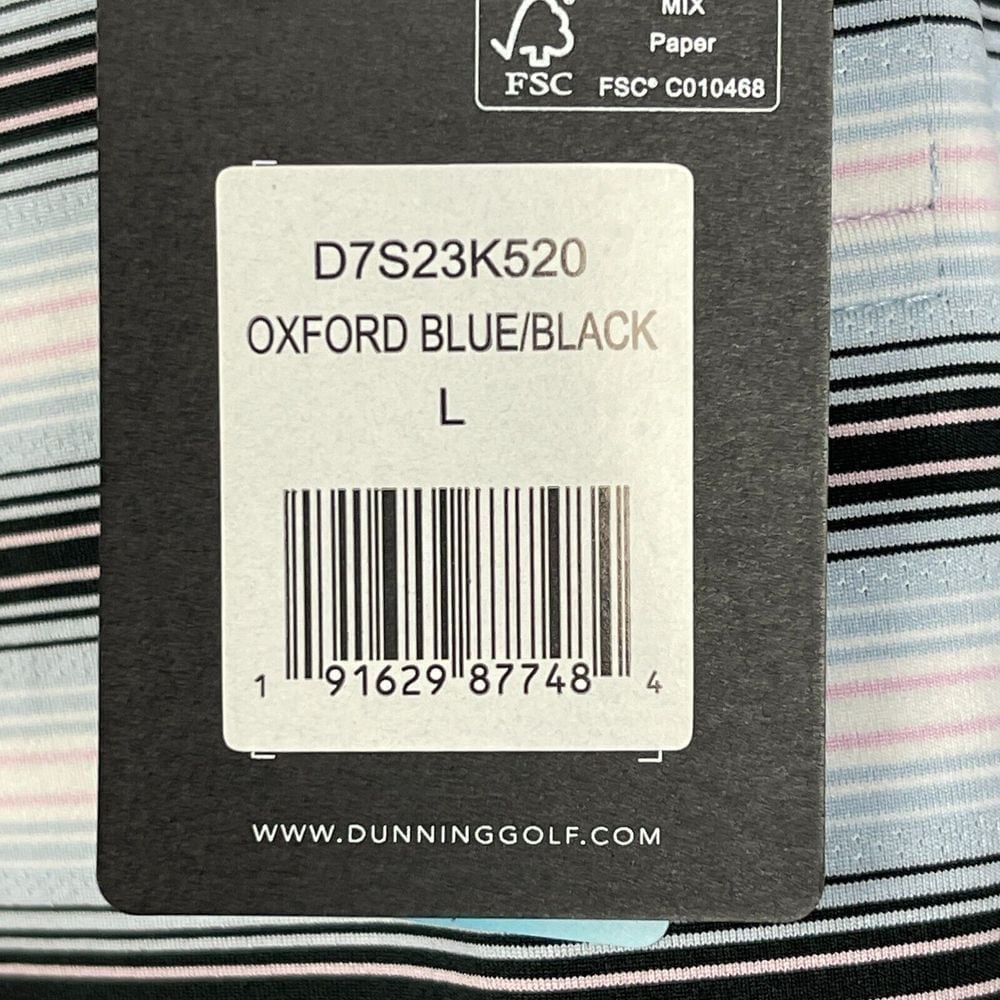 MIX
Paper
FSC
FSC® C010468
D7S23K520
OXFORD BLUE/BLACK
L
1 91629 87748 4
WWW.DUNNINGGOLF.COM